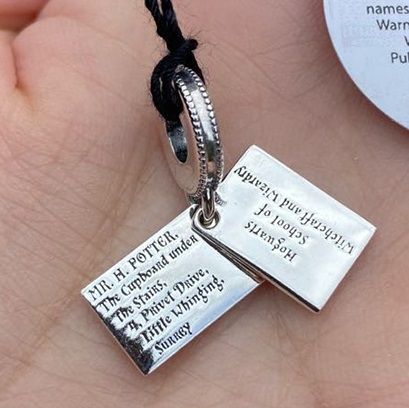 names
Warn
Pu
MR. H. POTTER,
The Cupboard under
the Stairs,
4, Privet Drive,
Little Whinging,
SURREY
Hogwarts
School of
Witchcraft and Wizardry